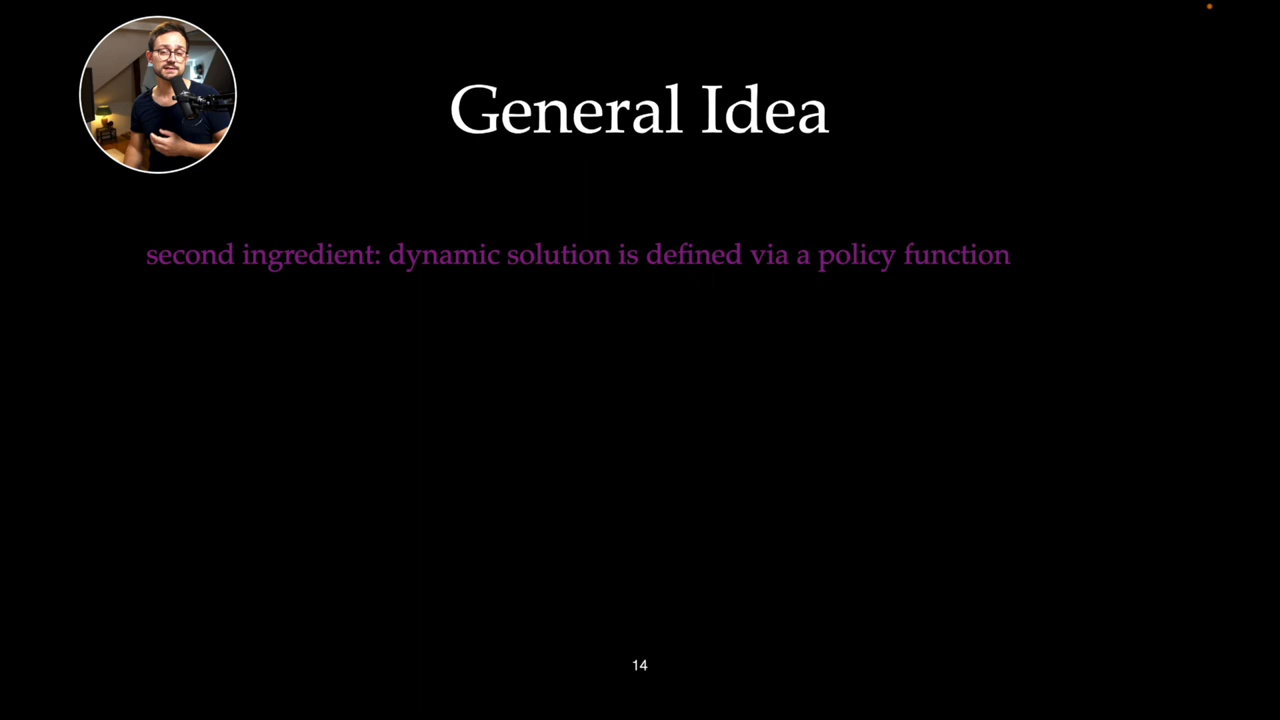 General Idea
second ingredient: dynamic solution is defined via a policy function
14